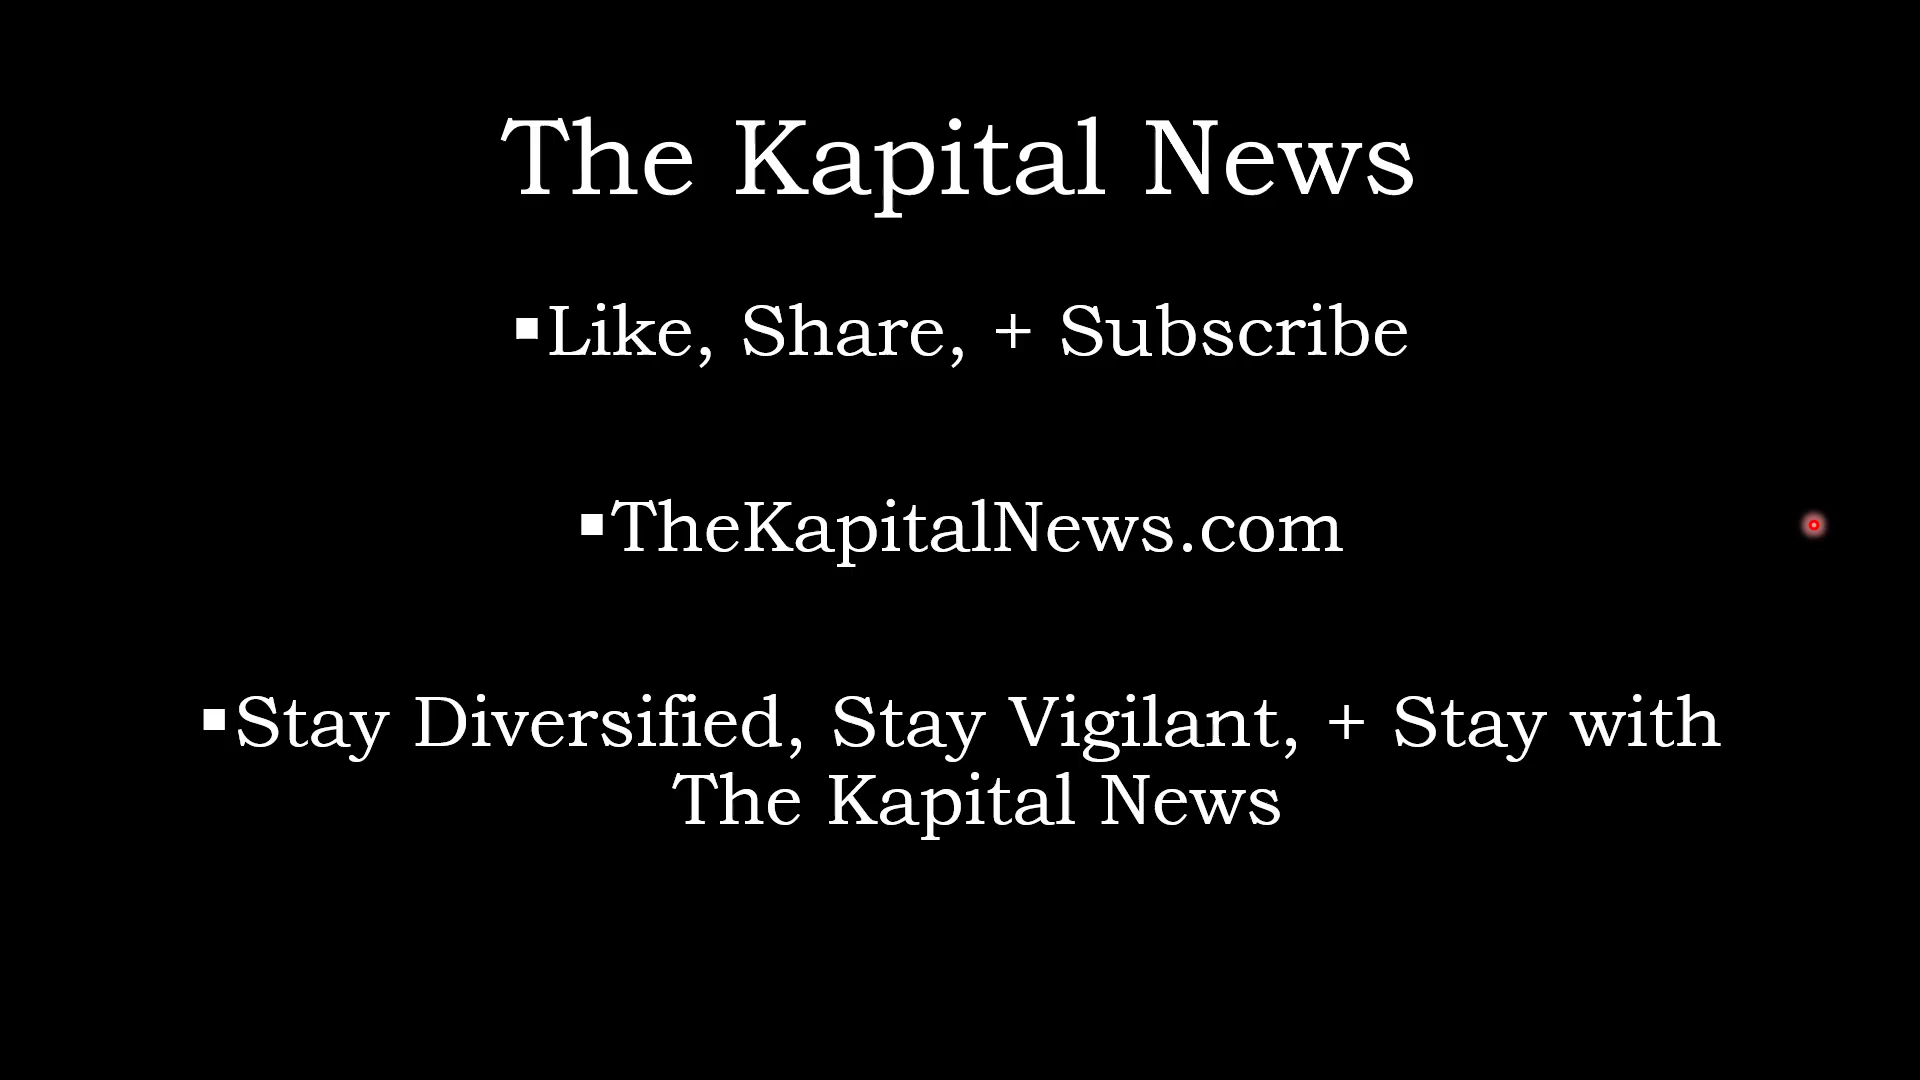 The Kapital News
▪Like, Share, + Subscribe
▪TheKapitalNews.com
▪Stay Diversified, Stay Vigilant, + Stay with
The Kapital News